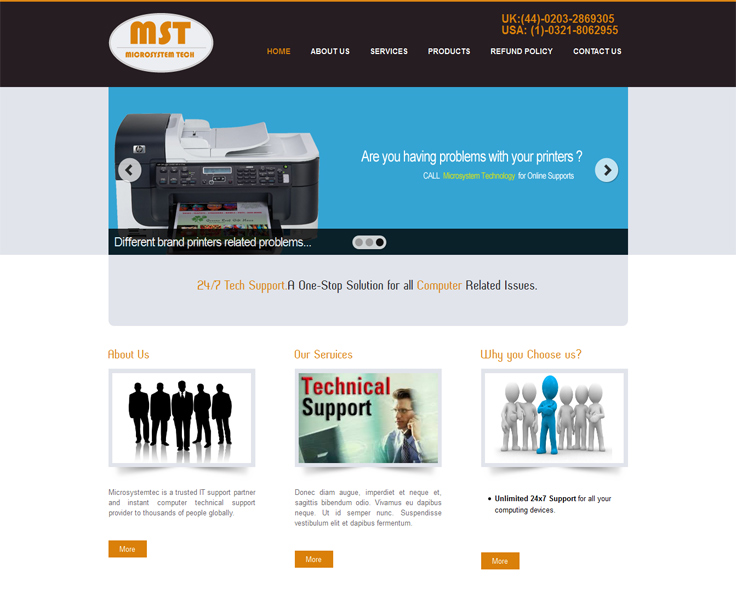 MST
MICROSYSTEM TECH
UK:(44)-0203-2869305
USA: (1)-0321-8062955
HOME ABOUT US SERVICES PRODUCTS REFUND POLICY CONTACT US
hp
Are you having problems with your printers ?
CALL Microsystem Technology for Online Supports
Different brand printers related problems...
24/7 Tech Support.A One-Stop Solution for all Computer Related Issues.
About Us
Microsystemtec is a trusted IT support partner
and instant computer technical support
provider to thousands of people globally.
More
Our Services
Technical
Support
Donec diam augue, imperdiet et neque et,
sagittis bibendum odio. Vivamus eu dapibus
neque. Ut id semper nunc. Suspendisse
vestibulum elit et dapibus fermentum.
More
Why you Choose us?
Unlimited 24x7 Support for all your
computing devices.
More